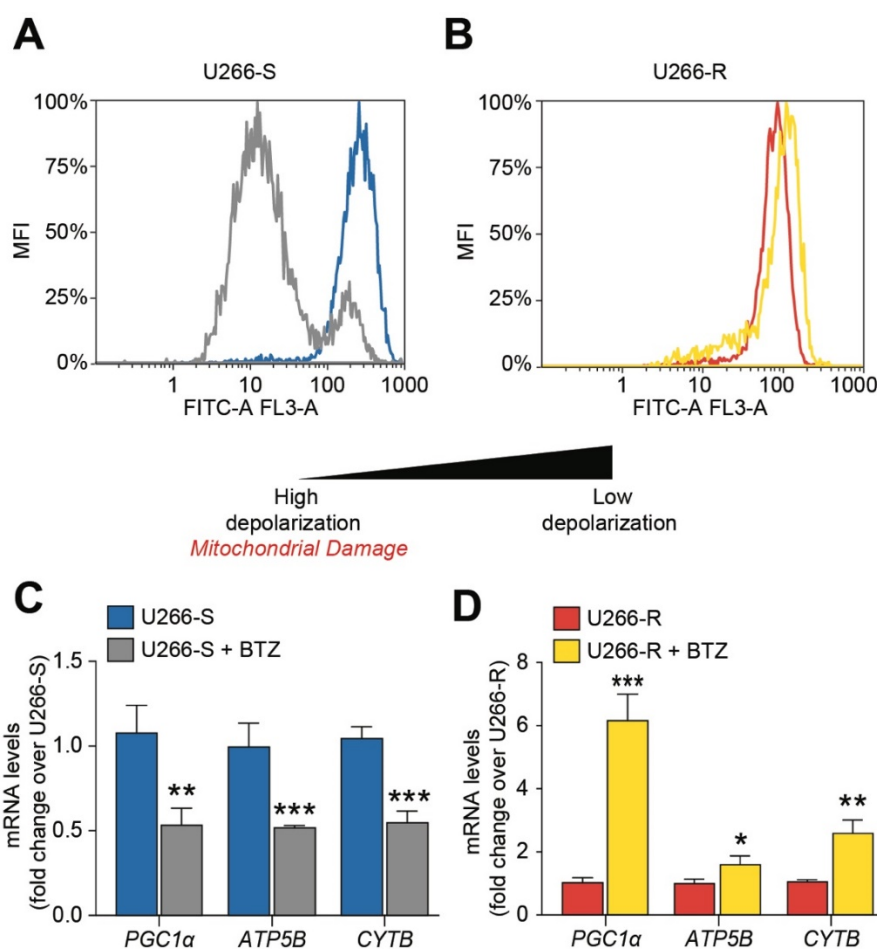 A
U266-S
100%
75%
50%
25%
0%
MFI
1
10
100
1000
FITC-A FL3-A
B
U266-R
100%
75%
50%
25%
0%
MFI
1
10
100
1000
FITC-A FL3-A
High
depolarization
Mitochondrial Damage
Low
depolarization
C
U266-S
U266-S + BTZ
mRNA levels
(fold change over U266-S)
1.5
1.0
0.5
0.0
**
***
***
PGC1α
ATP5B
CYTB
D
U266-R
U266-R + BTZ
mRNA levels
(fold change over U266-R)
8
6
4
2
0
***
*
**
PGC1α
ATP5B
CYTB